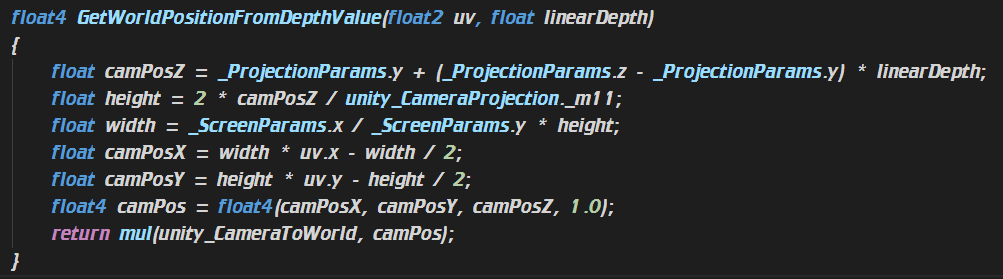 float4 GetWorldPositionFromDepthValue(float2 uv, float linearDepth)
{
    float camPosZ = _ProjectionParams.y + (_ProjectionParams.z - _ProjectionParams.y) * linearDepth;
    float height = 2 * camPosZ / unity_CameraProjection._m11;
    float width = _ScreenParams.x / _ScreenParams.y * height;
    float camPosX = width * uv.x - width / 2;
    float camPosY = height * uv.y - height / 2;
    float4 camPos = float4(camPosX, camPosY, camPosZ, 1.0);
    return mul(unity_CameraToWorld, camPos);
}